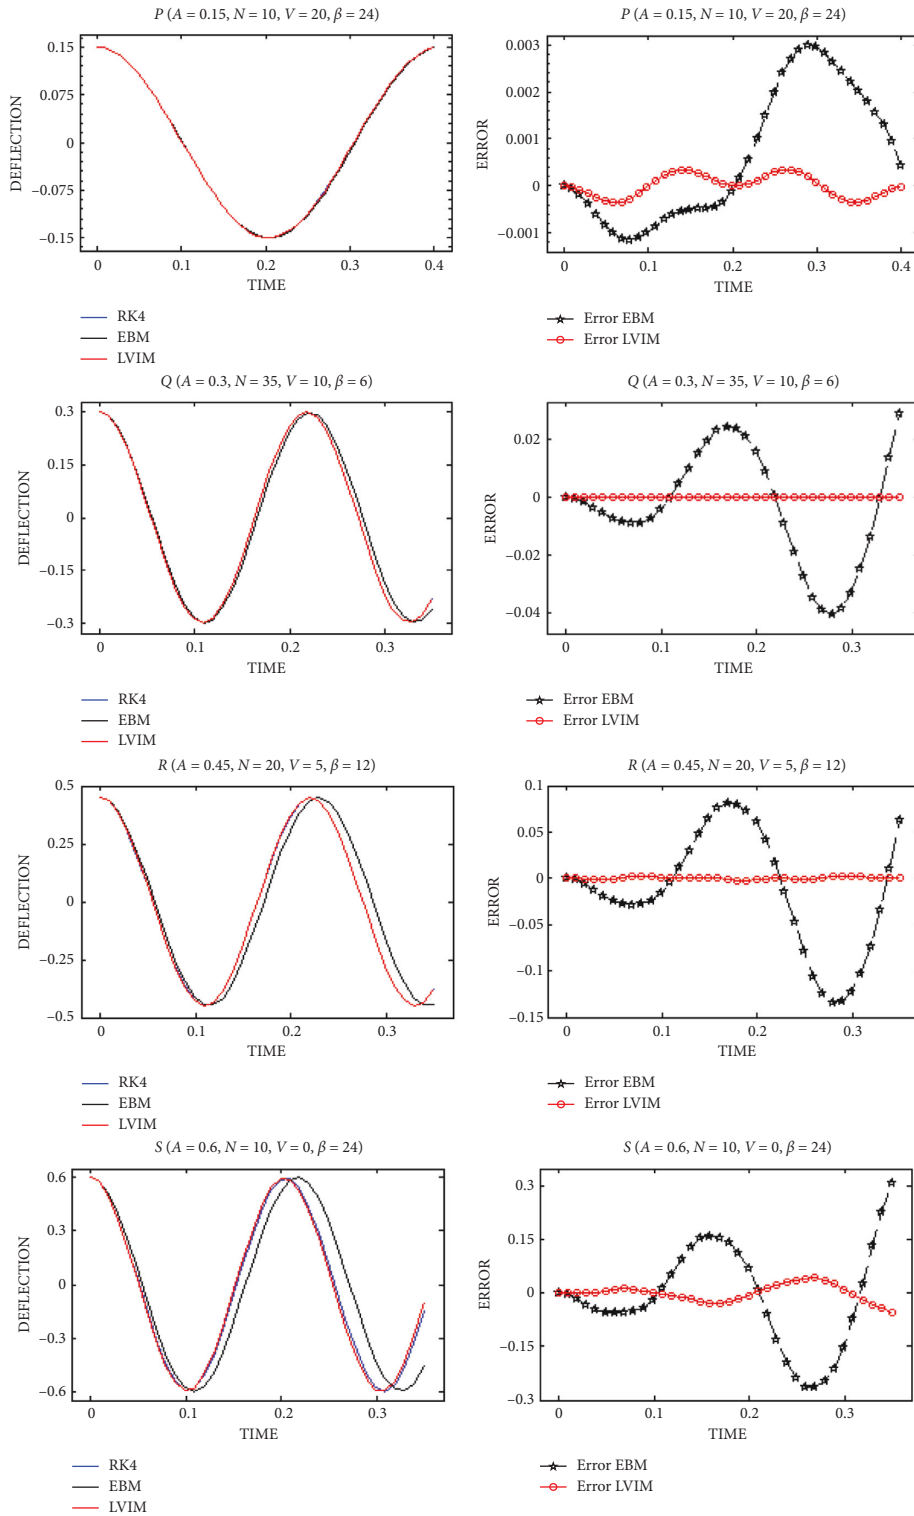 P (A = 0.15, N = 10, V = 20, β = 24)
0.15
0.075
0
−0.075
−0.15
DEFLECTION
0 0.1 0.2 0.3 0.4
TIME
RK4
EBM
LVIM
P (A = 0.15, N = 10, V = 20, β = 24)
0.003
0.002
0.001
0
−0.001
ERROR
0 0.1 0.2 0.3 0.4
TIME
Error EBM
Error LVIM
Q (A = 0.3, N = 35, V = 10, β = 6)
0.3
0.15
0
−0.15
−0.3
DEFLECTION
0 0.1 0.2 0.3
TIME
RK4
EBM
LVIM
Q (A = 0.3, N = 35, V = 10, β = 6)
0.02
0
−0.02
−0.04
ERROR
0 0.1 0.2 0.3
TIME
Error EBM
Error LVIM
R (A = 0.45, N = 20, V = 5, β = 12)
0.5
0.25
0
−0.25
−0.5
DEFLECTION
0 0.1 0.2 0.3
TIME
RK4
EBM
LVIM
R (A = 0.45, N = 20, V = 5, β = 12)
0.1
0.05
0
−0.05
−0.1
−0.15
ERROR
0 0.1 0.2 0.3
TIME
Error EBM
Error LVIM
S (A = 0.6, N = 10, V = 0, β = 24)
0.6
0.3
0
−0.3
−0.6
DEFLECTION
0 0.1 0.2 0.3
TIME
RK4
EBM
LVIM
S (A = 0.6, N = 10, V = 0, β = 24)
0.3
0.15
0
−0.15
−0.3
ERROR
0 0.1 0.2 0.3
TIME
Error EBM
Error LVIM